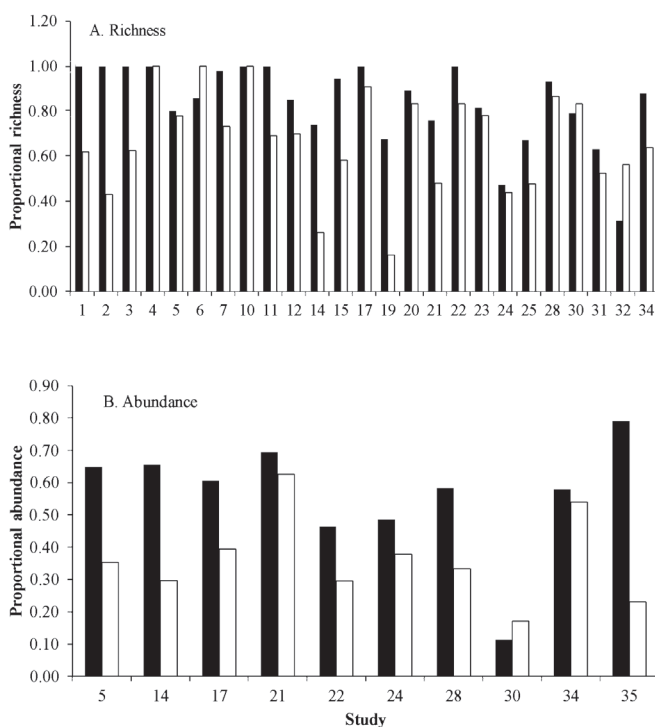 A. Richness
Proportional richness
1.20
1.00
0.80
0.60
0.40
0.20
0.00
1 2 3 4 5 6 7 10 11 12 14 15 17 19 20 21 22 23 24 25 28 30 31 32 34
B. Abundance
Proportional abundance
0.90
0.80
0.70
0.60
0.50
0.40
0.30
0.20
0.10
0.00
5 14 17 21 22 24 28 30 34 35
Study